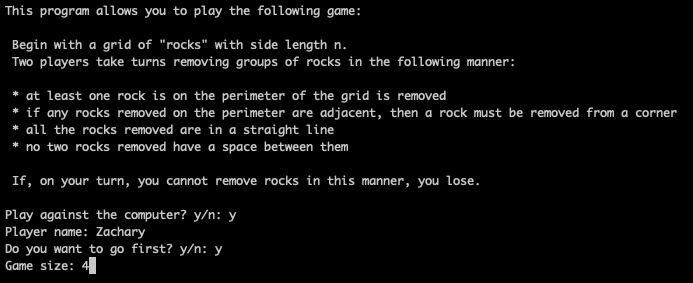 This program allows you to play the following game:
Begin with a grid of "rocks" with side length n.
Two players take turns removing groups of rocks in the following manner:
* at least one rock is on the perimeter of the grid is removed
* if any rocks removed on the perimeter are adjacent, then a rock must be removed from a corner
* all the rocks removed are in a straight line
* no two rocks removed have a space between them
If, on your turn, you cannot remove rocks in this manner, you lose.
Play against the computer? y/n: y
Player name: Zachary
Do you want to go first? y/n: y
Game size: 4